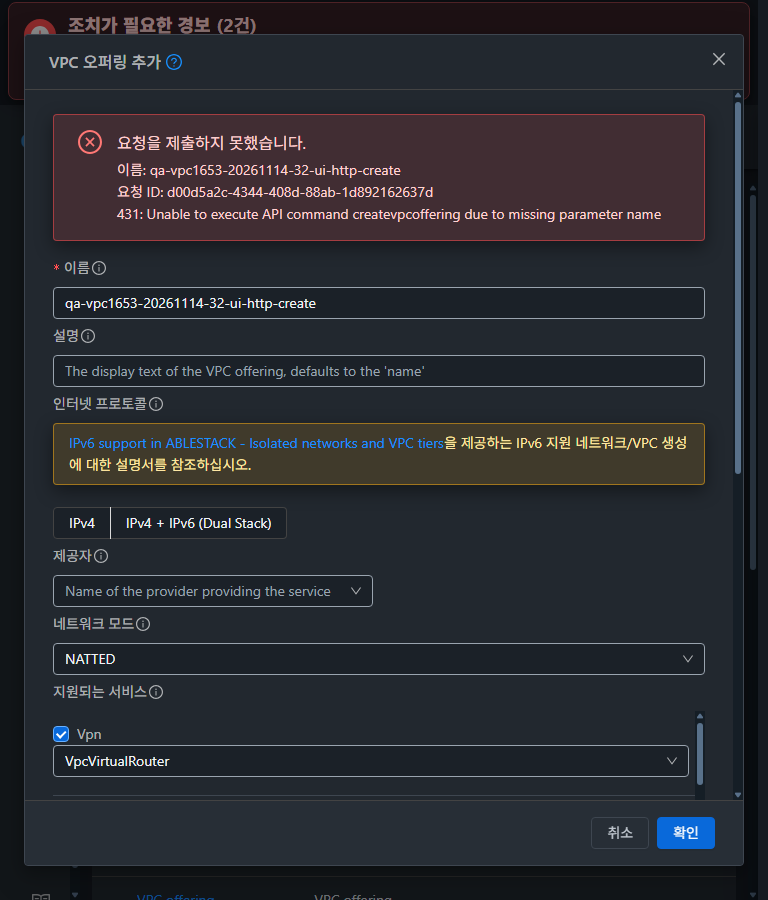 조치가 필요한 경보 (2건)
VPC 오퍼링 추가
요청을 제출하지 못했습니다.
이름: qa-vpc1653-20261114-32-ui-http-create
요청 ID: d00d5a2c-4344-408d-88ab-1d892162637d
431: Unable to execute API command createvpcoffering due to missing parameter name
* 이름
qa-vpc1653-20261114-32-ui-http-create
설명
The display text of the VPC offering, defaults to the 'name'
인터넷 프로토콜
IPv6 support in ABLESTACK - Isolated networks and VPC tiers을 제공하는 IPv6 지원 네트워크/VPC 생성
에 대한 설명서를 참조하십시오.
IPv4 IPv4 + IPv6 (Dual Stack)
제공자
Name of the provider providing the service
네트워크 모드
NATTED
지원되는 서비스
Vpn
VpcVirtualRouter
취소 확인
VPC offering VPC offering